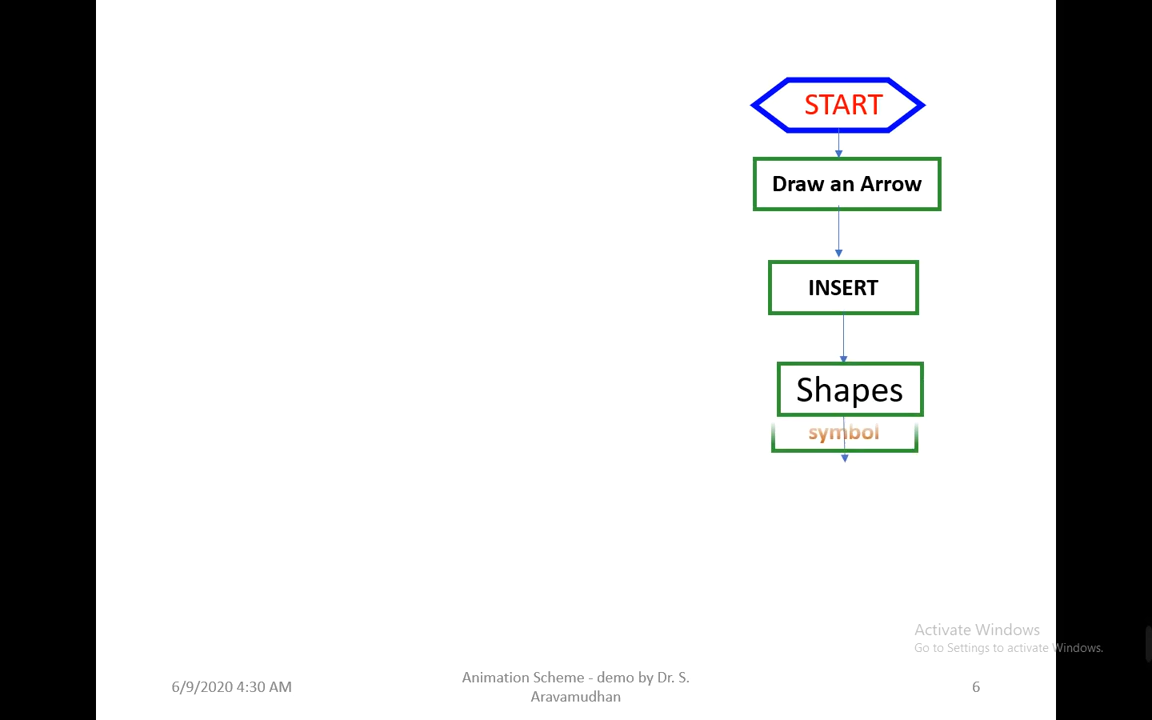 START
Draw an Arrow
INSERT
Shapes
symbol
Activate Windows
Go to Settings to activate Windows.
6/9/2020 4:30 AM
Animation Scheme - demo by Dr. S.
Aravamudhan
6